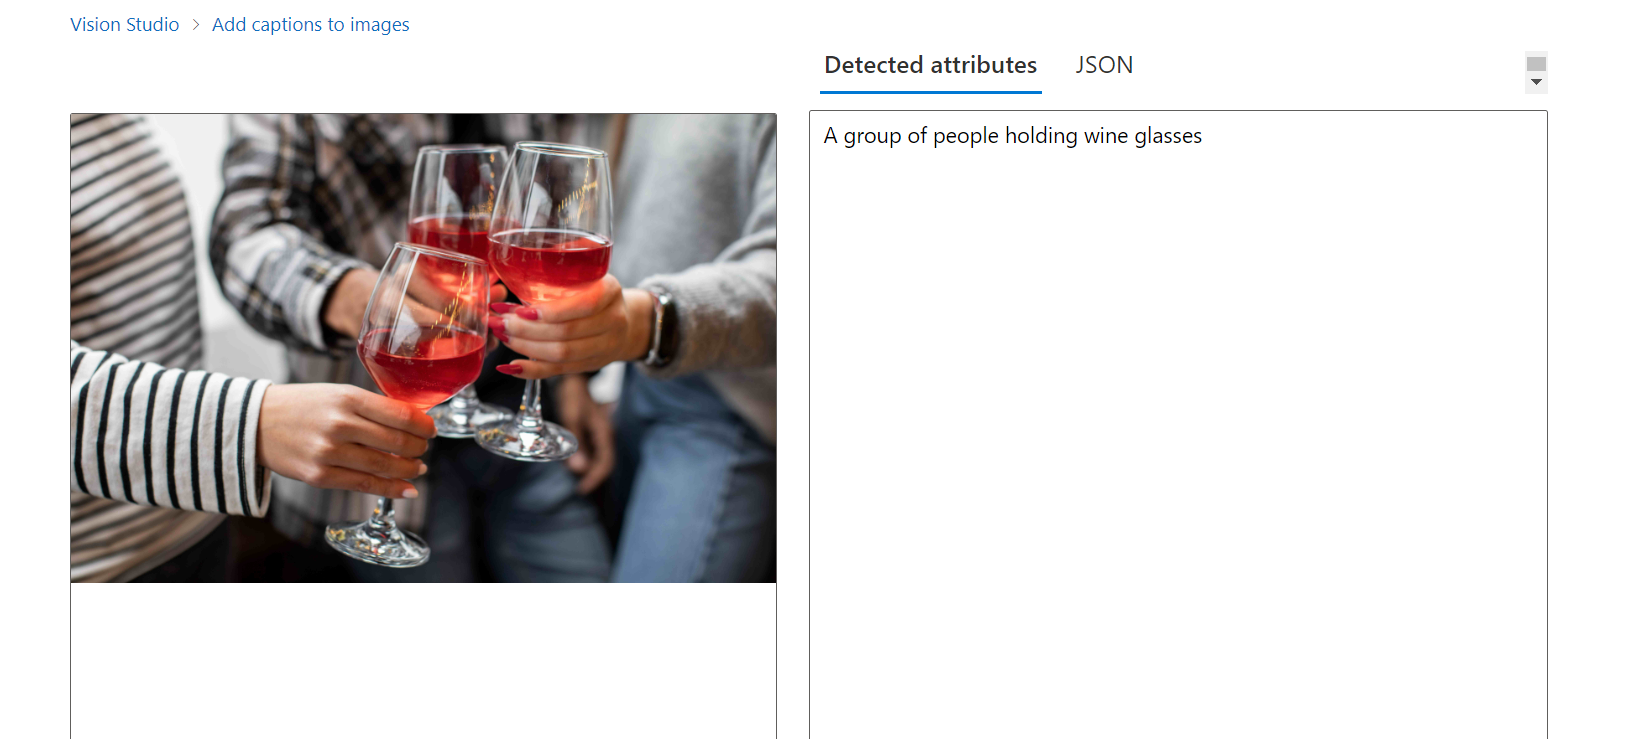 Vision Studio > Add captions to images
Detected attributes JSON
A group of people holding wine glasses